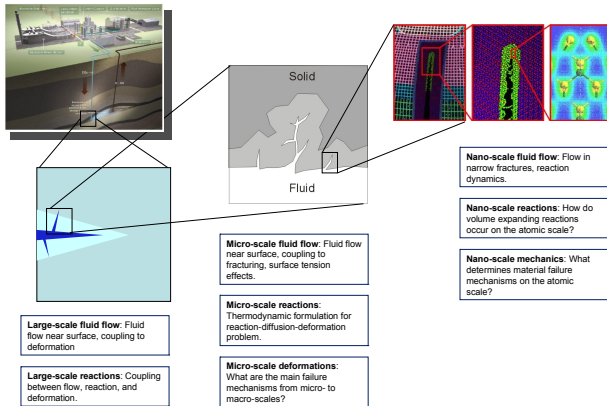 Solid
Fluid
Nano-scale fluid flow: Flow in
narrow fractures, reaction
dynamics.
Nano-scale reactions: How do
volume expanding reactions
occur on the atomic scale?
Nano-scale mechanics: What
determines material failure
mechanisms on the atomic
scale?
Micro-scale fluid flow: Fluid flow
near surface, coupling to
fracturing, surface tension
effects.
Micro-scale reactions:
Thermodynamic formulation for
reaction-diffusion-deformation
problem.
Micro-scale deformations:
What are the main failure
mechanisms from micro- to
macro-scales?
Large-scale fluid flow: Fluid
flow near surface, coupling to
deformation
Large-scale reactions: Coupling
between flow, reaction, and
deformation.